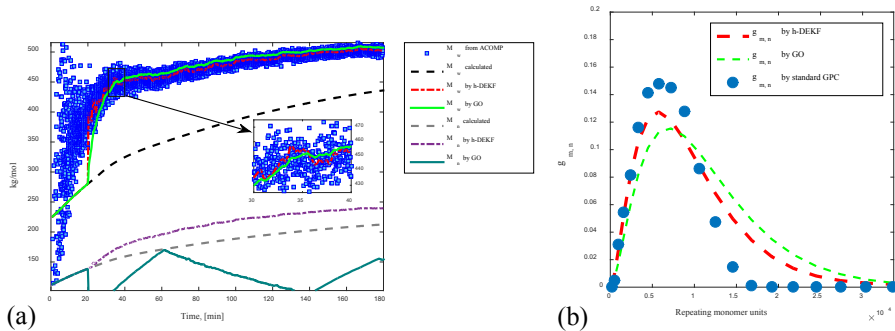 500
450
400
350
300
250
200
150
0
20
40
60
80
100
120
140
160
180
kg/mol
Time, [min]
470
460
450
440
430
30
35
40
M w from ACOMP
M w calculated
M w by h-DEKF
M w by GO
M n calculated
M n by h-DEKF
M n by GO
(a)
0.2
0.18
0.16
0.14
0.12
0.1
0.08
0.06
0.04
0.02
0
0
0.5
1
1.5
2
2.5
3
× 10 4
g m, n
Repeating monomer units
g m, n by h-DEKF
g m, n by GO
g m, n by standard GPC
(b)